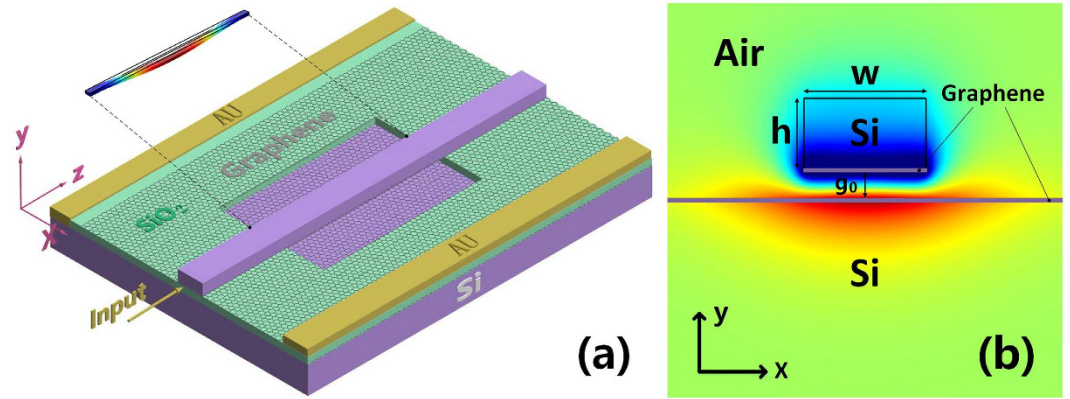 AU
Graphene
SiO₂
y
z
X
AU
Si
Input
(a)
Air
w
Graphene
h
Si
g₀
Si
y
x
(b)